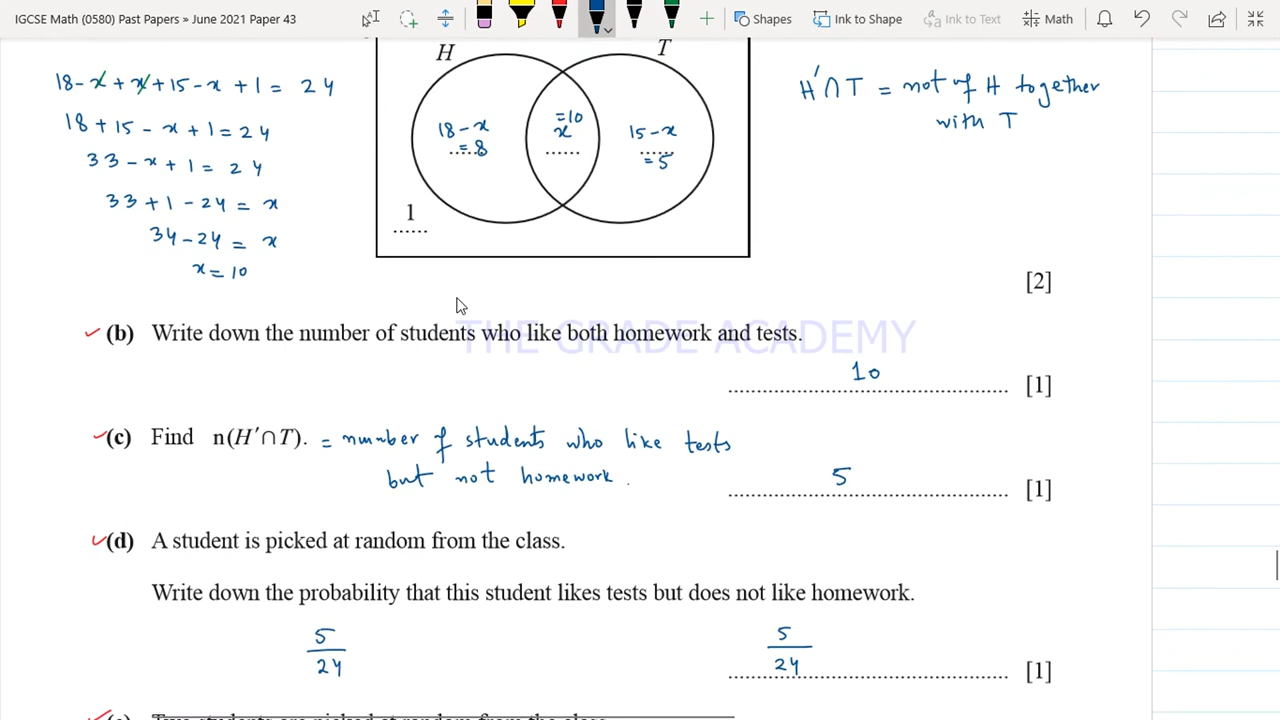 IGCSE Math (0580) Past Papers » June 2021 Paper 43
Shapes
Ink to Shape
Ink to Text
Math
H
T
18 - x + x + 15 - x + 1 = 24
18 + 15 - x + 1 = 24
33 - x + 1 = 24
33 + 1 - 24 = x
34 - 24 = x
x = 10
18 - x
= 8
= 10
x
15 - x
= 5
1
H′∩T = not of H together
with T
[2]
THE GRADE ACADEMY
(b) Write down the number of students who like both homework and tests.
10
[1]
(c) Find n(H′∩T). = number of students who like tests
but not homework.
5
[1]
(d) A student is picked at random from the class.
Write down the probability that this student likes tests but does not like homework.
5
24
5
24
[1]